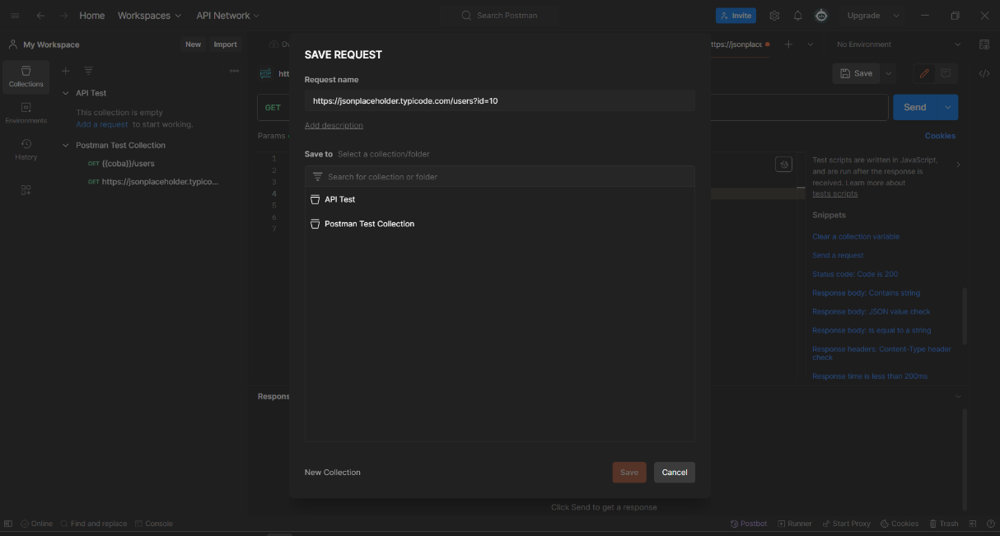 Home Workspaces API Network Search Postman Invite Upgrade
My Workspace New Import ttps://jsonplace No Environment
Collections
API Test
This collection is empty
Add a request to start working.
Environments
Postman Test Collection
GET {{coba}}/users
History
GET https://jsonplaceholder.typico...
HTTP htt
Save
GET
Send
Params
Cookies
1
2
3
4
5
6
7
SAVE REQUEST
Request name
https://jsonplaceholder.typicode.com/users?id=10
Add description
Save to Select a collection/folder
Search for collection or folder
API Test
Postman Test Collection
New Collection
Save Cancel
Test scripts are written in JavaScript,
and are run after the response is
received. Learn more about
tests scripts
Snippets
Clear a collection variable
Send a request
Status code: Code is 200
Response body: Contains string
Response body: JSON value check
Response body: Is equal to a string
Response headers: Content-Type header
check
Response time is less than 200ms
Respons
Click Send to get a response
Online Find and replace Console Postbot Runner Start Proxy Cookies Trash